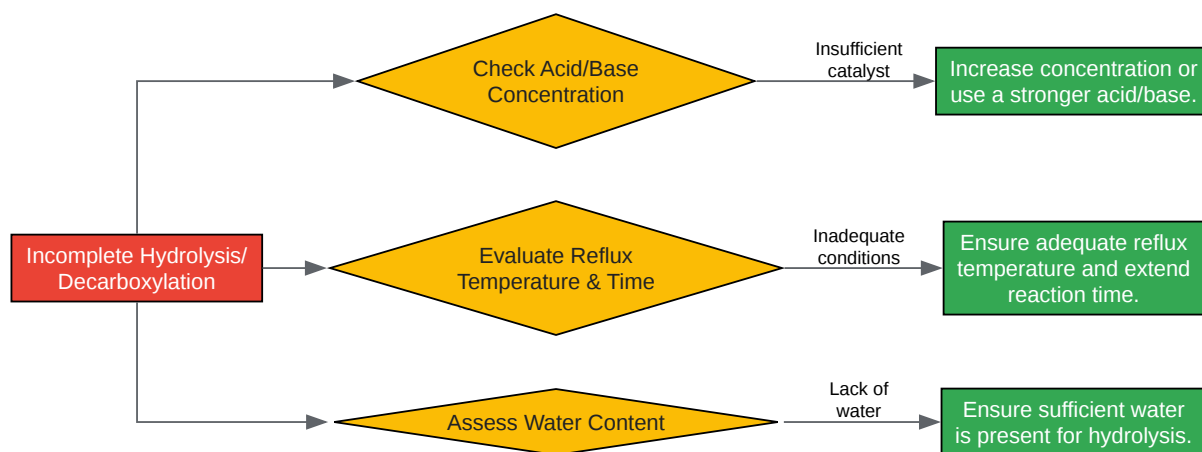 Check Acid/Base
Concentration
Insufficient
catalyst
Increase concentration or
use a stronger acid/base.
Incomplete Hydrolysis/
Decarboxylation
Evaluate Reflux
Temperature & Time
Inadequate
conditions
Ensure adequate reflux
temperature and extend
reaction time.
Assess Water Content
Lack of
water
Ensure sufficient water
is present for hydrolysis.